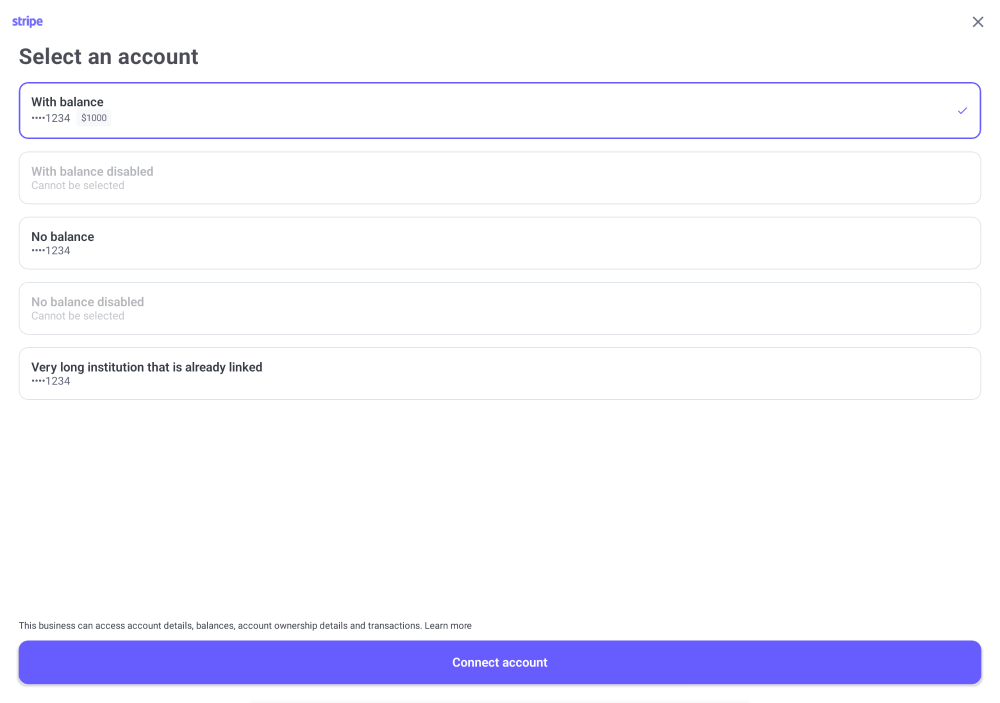 stripe
Select an account
With balance
••••1234 $1000
With balance disabled
Cannot be selected
No balance
••••1234
No balance disabled
Cannot be selected
Very long institution that is already linked
••••1234
This business can access account details, balances, account ownership details and transactions. Learn more
Connect account